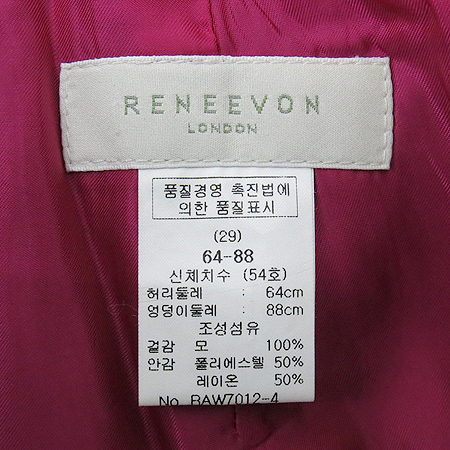 RENEEVON
LONDON
품질경영 촉진법에
의한 품질표시
(29)
64-88
신체치수 (54호)
허리둘레 : 64cm
엉덩이둘레 : 88cm
조성섬유
겉감 모 100%
안감 폴리에스텔 50%
레이온 50%
No. RAW7012-4